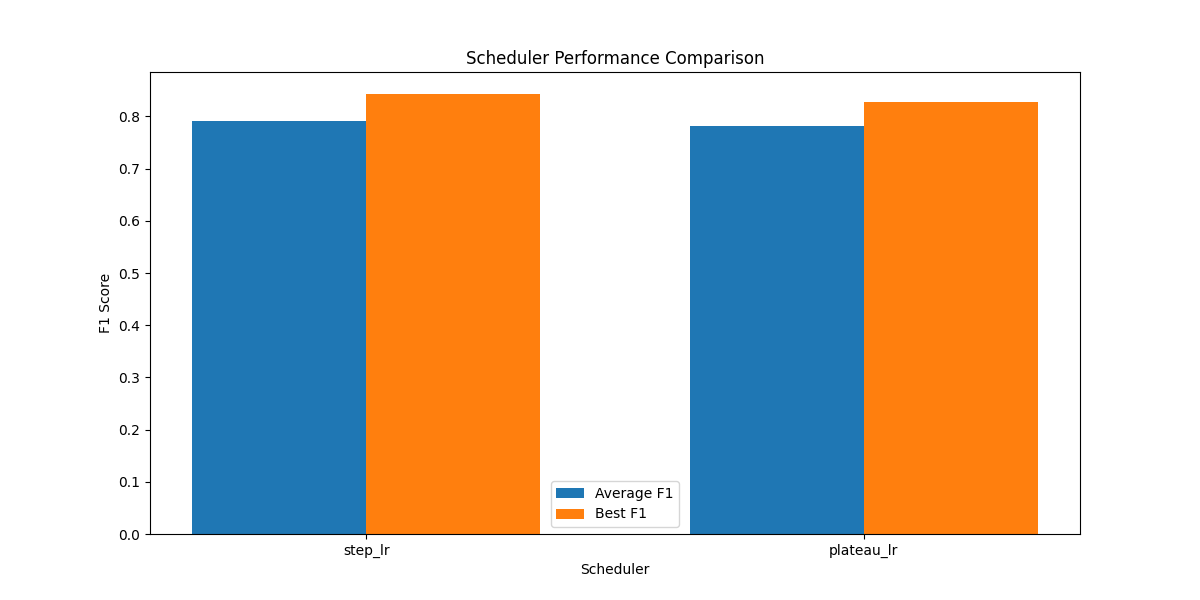 Scheduler Performance Comparison
F1 Score
0.8
0.7
0.6
0.5
0.4
0.3
0.2
0.1
0.0
Average F1
Best F1
step_lr
plateau_lr
Scheduler